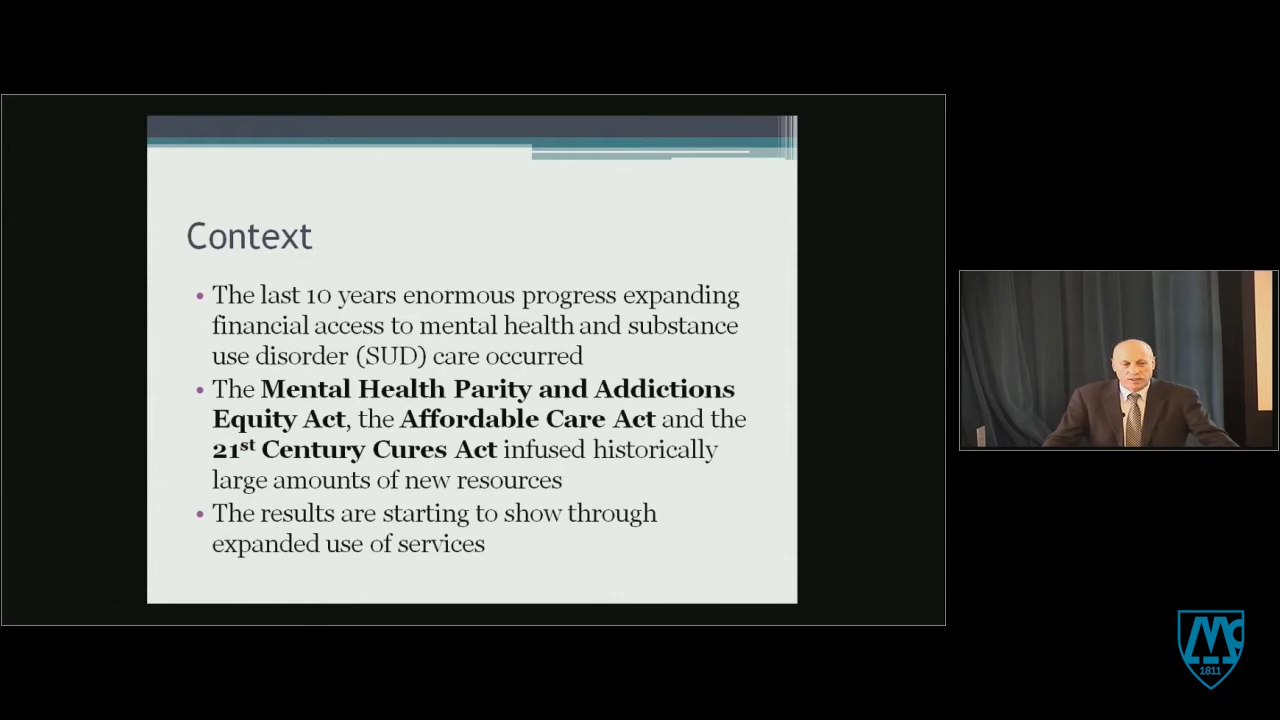 Context
• The last 10 years enormous progress expanding
financial access to mental health and substance
use disorder (SUD) care occurred
• The Mental Health Parity and Addictions
Equity Act, the Affordable Care Act and the
21st Century Cures Act infused historically
large amounts of new resources
• The results are starting to show through
expanded use of services
Mc
1811